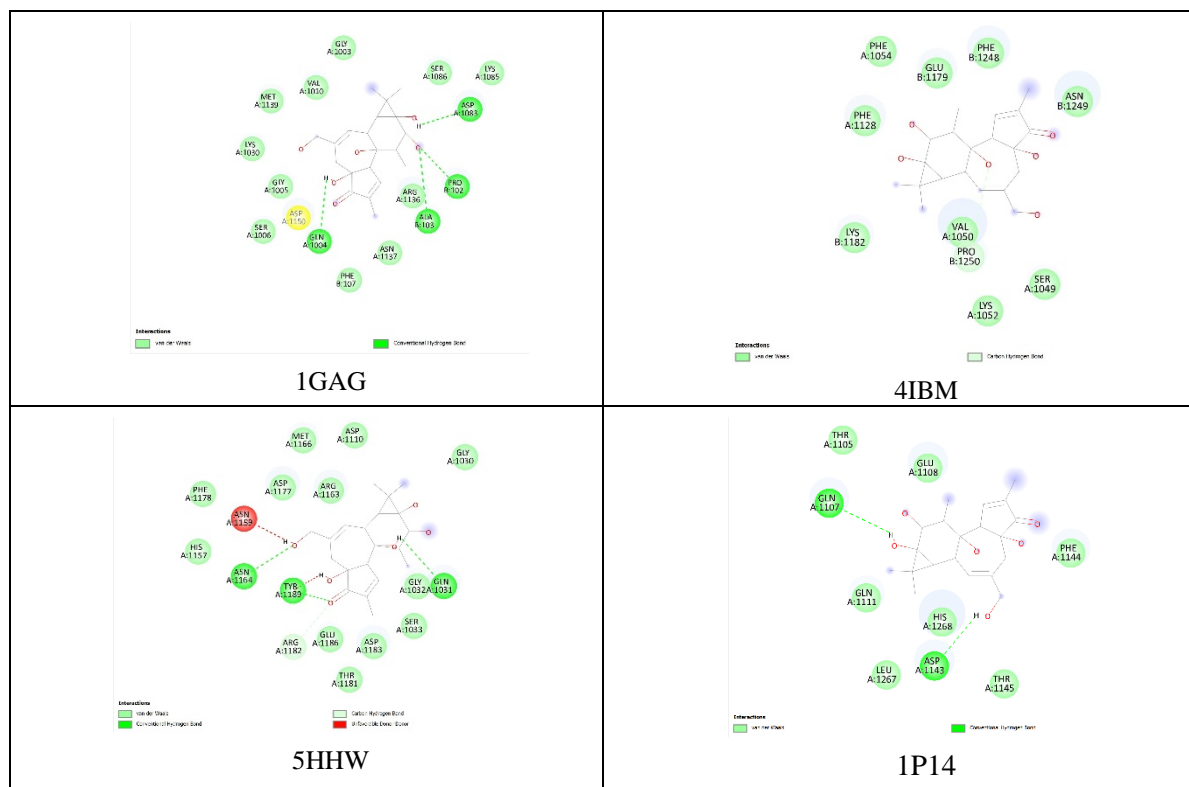 GLY
A:1003
VAL
A:1010
MET
A:1139
LYS
A:1030
GLY
A:1005
ASP
A:1150
SER
A:1006
GLN
A:1004
PHE
B:107
ASN
A:1137
ARG
A:1136
ALA
B:103
PRO
B:102
ASP
A:1083
SER
A:1086
LYS
A:1085
H
H
Interactions
van der Waals
Conventional Hydrogen Bond
1GAG
PHE
A:1054
GLU
B:1179
PHE
B:1248
ASN
B:1249
PHE
A:1128
LYS
B:1182
VAL
A:1050
PRO
B:1250
SER
A:1049
LYS
A:1052
Interactions
van der Waals
Carbon Hydrogen Bond
4IBM
MET
A:1166
ASP
A:1110
GLY
A:1030
PHE
A:1178
ASP
A:1177
ARG
A:1163
ASN
A:1159
HIS
A:1157
ASN
A:1164
TYR
A:1189
GLY
A:1032
GLN
A:1031
SER
A:1033
ARG
A:1182
GLU
A:1186
ASP
A:1183
THR
A:1181
H
H
H
Interactions
van der Waals
Conventional Hydrogen Bond
Carbon Hydrogen Bond
Unfavorable Donor-Donor
5HHW
THR
A:1105
GLU
A:1108
GLN
A:1107
PHE
A:1144
GLN
A:1111
HIS
A:1268
ASP
A:1143
LEU
A:1267
THR
A:1145
H
H
Interactions
van der Waals
Conventional Hydrogen Bond
1P14